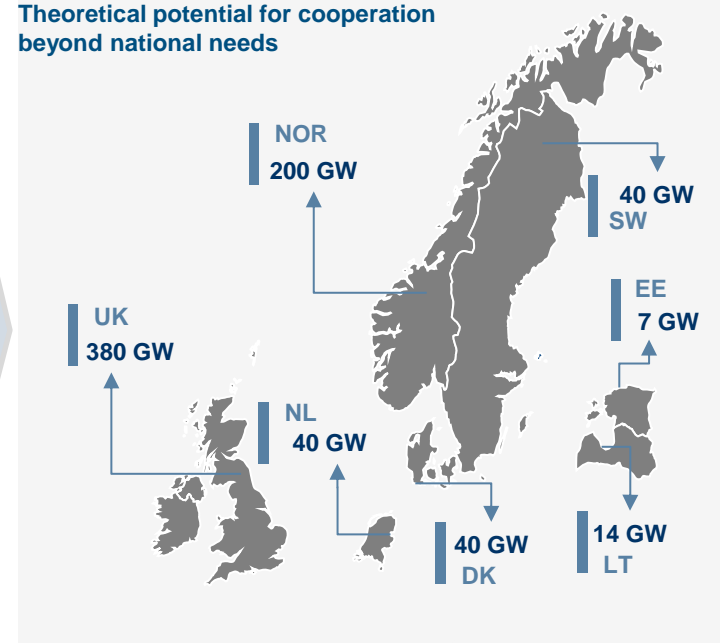 Theoretical potential for cooperation
beyond national needs
NOR
200 GW
40 GW
SW
EE
7 GW
UK
380 GW
NL
40 GW
14 GW
LT
40 GW
DK